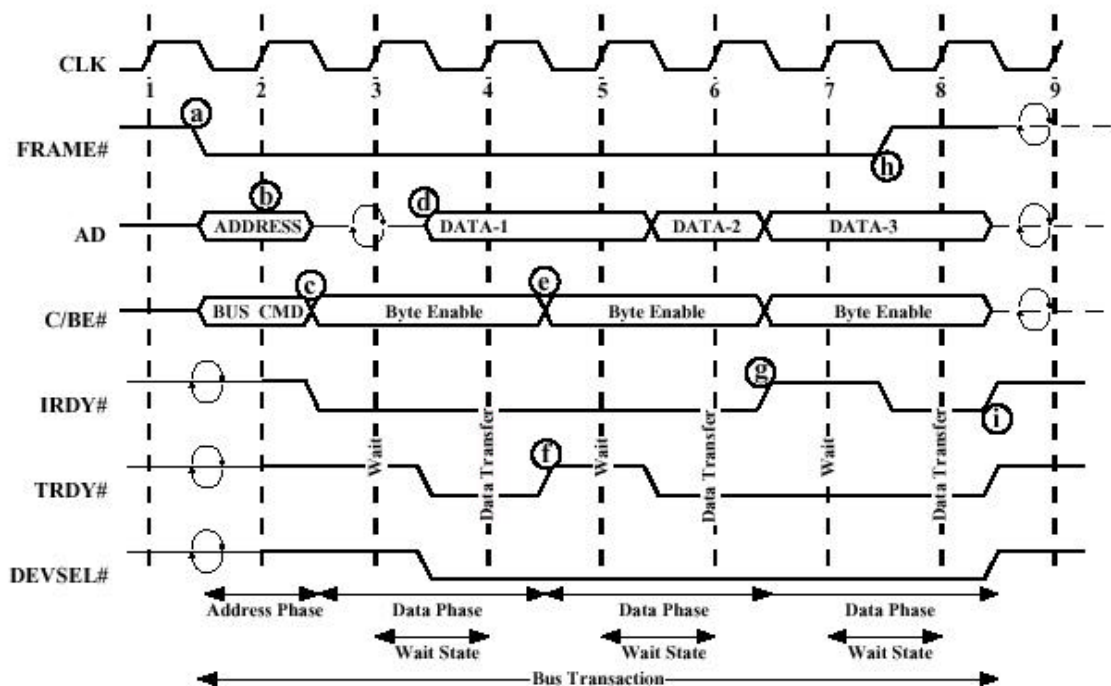 CLK
1 2 3 4 5 6 7 8 9
a
FRAME#
h
b
d
AD
ADDRESS
DATA-1
DATA-2
DATA-3
c
e
C/BE#
BUS CMD
Byte Enable
Byte Enable
Byte Enable
g
IRDY#
i
Wait
Data Transfer
Wait
Data Transfer
Wait
Data Transfer
f
TRDY#
DEVSEL#
Address Phase
Data Phase
Data Phase
Data Phase
Wait State
Wait State
Wait State
Bus Transaction